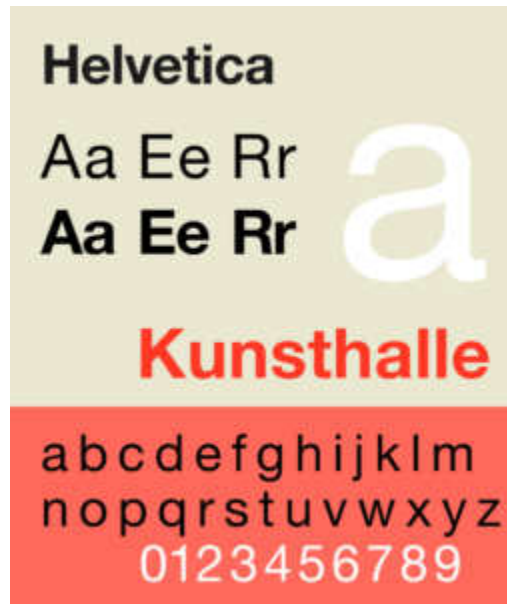 Helvetica
Aa Ee Rr
Aa Ee Rr
a
Kunsthalle
abcdefghijklm
nopqrstuvwxyz
0123456789